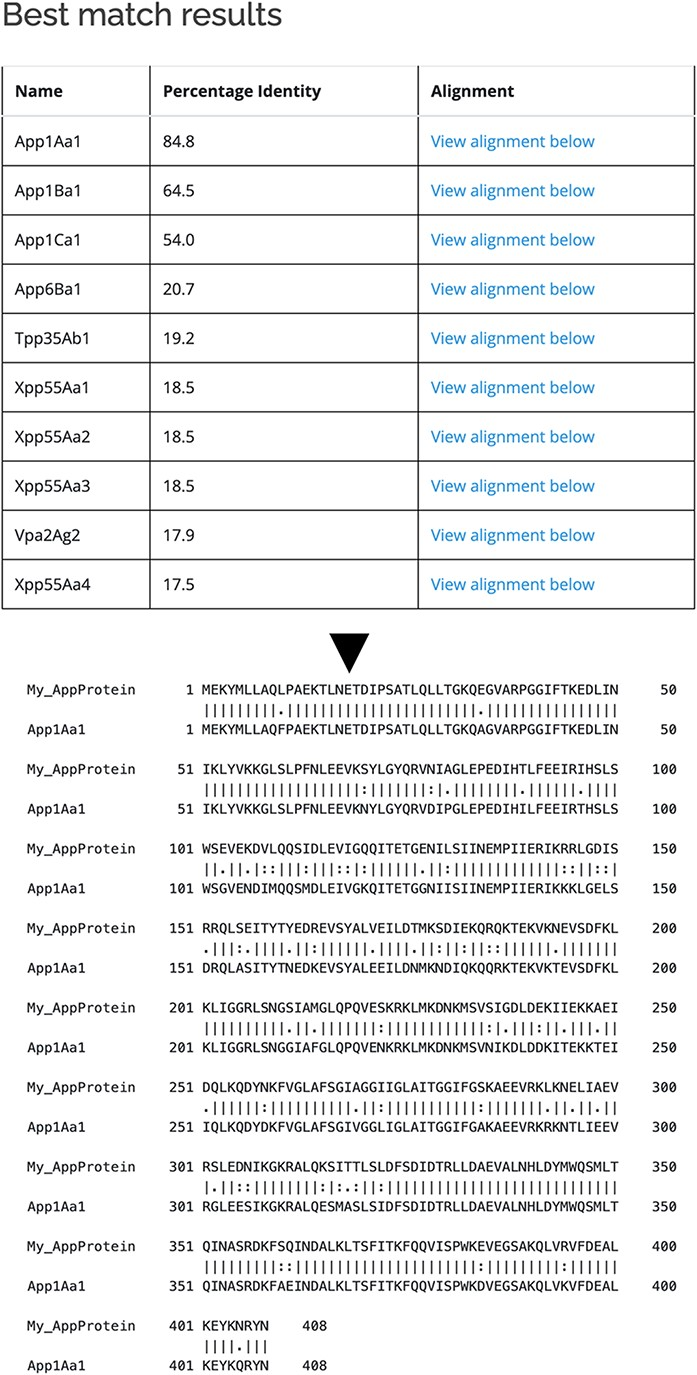 Best match results
Name Percentage Identity Alignment
App1Aa1 84.8 View alignment below
App1Ba1 64.5 View alignment below
App1Ca1 54.0 View alignment below
App6Ba1 20.7 View alignment below
Tpp35Ab1 19.2 View alignment below
Xpp55Aa1 18.5 View alignment below
Xpp55Aa2 18.5 View alignment below
Xpp55Aa3 18.5 View alignment below
Vpa2Ag2 17.9 View alignment below
Xpp55Aa4 17.5 View alignment below
My_AppProtein 1 MEKYMLLAQLPAEKTLNETDIPSATLQLLTGKQEGVARPGGIFTKEDLIN 50
|||||||||.|||||||||||||||||||||||.||||||||||||||||
App1Aa1 1 MEKYMLLAQFPAEKTLNETDIPSATLQLLTGKQAGVARPGGIFTKEDLIN 50
My_AppProtein 51 IKLYVKKGLSLPFNLEEVKSYLGYQRVNIAGLEPEDIHTLFEEIRIHSLS 100
|||||||||||||||||||:|||||||:|.||||||||.||||||.||||
App1Aa1 51 IKLYVKKGLSLPFNLEEVKNYLGYQRVDIPGLEPEDIHILFEEIRTHSLS 100
My_AppProtein 101 WSEVEKDVLQQSIDLEVIGQQITETGENILSIINEMPIIERIKRRLGDIS 150
||.||.|::|||:|||::|:||||||.||:|||||||||||||::||::|
App1Aa1 101 WSGVENDIMQQSMDLEIVGKQITETGGNIISIINEMPIIERIKKKLGELS 150
My_AppProtein 151 RRQLSEITYTYEDREVSYALVEILDTMKSDIEKQRQKTEKVKNEVSDFKL 200
.|||:.||||.||:||||||.||||.||:||:||::||||||.|||||||
App1Aa1 151 DRQLASITYTNEDKEVSYALEEILDNMKNDIQKQQRKTEKVKTEVSDFKL 200
My_AppProtein 201 KLIGGRLSNGSIAMGLQPQVESKRKLMKDNKMSVSIGDLDEKIIEKKAEI 250
||||||||||.||.||||||||:|||||||||||:|.|||:||.|||.||
App1Aa1 201 KLIGGRLSNGGIAFGLQPQVENKRKLMKDNKMSVNIKDLDDKITEKKTEI 250
My_AppProtein 251 DQLKQDYNKFVGLAFSGIAGGIIGLAITGGIFGSKAEEVRKLKNELIAEV 300
.||||||:||||||||||.||:|||||||||||:|||||||.||.||.||
App1Aa1 251 IQLKQDYDKFVGLAFSGIVGGLIGLAITGGIFGAKAEEVRKRKNTLIEEV 300
My_AppProtein 301 RSLEDNIKGKRALQKSITTLSLDFSDIDTRLLDAEVALNHLDYMWQSMLT 350
|.||::||||||||:|:.:||:||||||||||||||||||||||||||||
App1Aa1 301 RGLEESIKGKRALQESMASLSIDFSDIDTRLLDAEVALNHLDYMWQSMLT 350
My_AppProtein 351 QINASRDKFSQINDALKLTSFITKFQQVISPWKEVEGSAKQLVRVFDEAL 400
|||||||||::||||||||||||||||||||||:|||||||||:||||||
App1Aa1 351 QINASRDKFAEINDALKLTSFITKFQQVISPWKDVEGSAKQLVKVFDEAL 400
My_AppProtein 401 KEYKNRYN 408
||||.|||
App1Aa1 401 KEYKQRYN 408